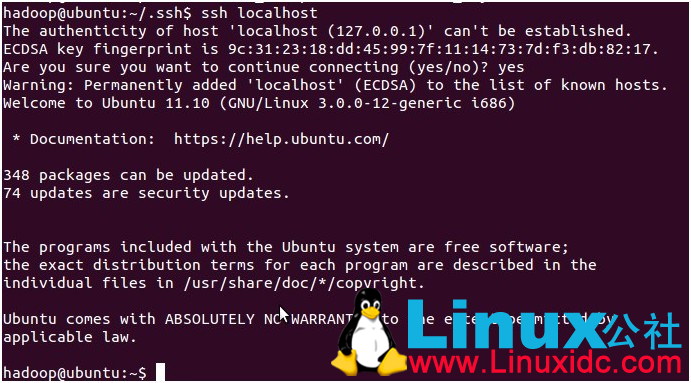 hadoop@ubuntu:~/.ssh$ ssh localhost
The authenticity of host 'localhost (127.0.0.1)' can't be established.
ECDSA key fingerprint is 9c:31:23:18:dd:45:99:7f:11:14:73:7d:f3:db:82:17.
Are you sure you want to continue connecting (yes/no)? yes
Warning: Permanently added 'localhost' (ECDSA) to the list of known hosts.
Welcome to Ubuntu 11.10 (GNU/Linux 3.0.0-12-generic i686)
* Documentation:  https://help.ubuntu.com/
348 packages can be updated.
74 updates are security updates.
The programs included with the Ubuntu system are free software;
the exact distribution terms for each program are described in the
individual files in /usr/share/doc/*/copyright.
Ubuntu comes with ABSOLUTELY NO WARRANTY, to the extent permitted by
applicable law.
hadoop@ubuntu:~$
Linux公社
www.Linuxidc.com